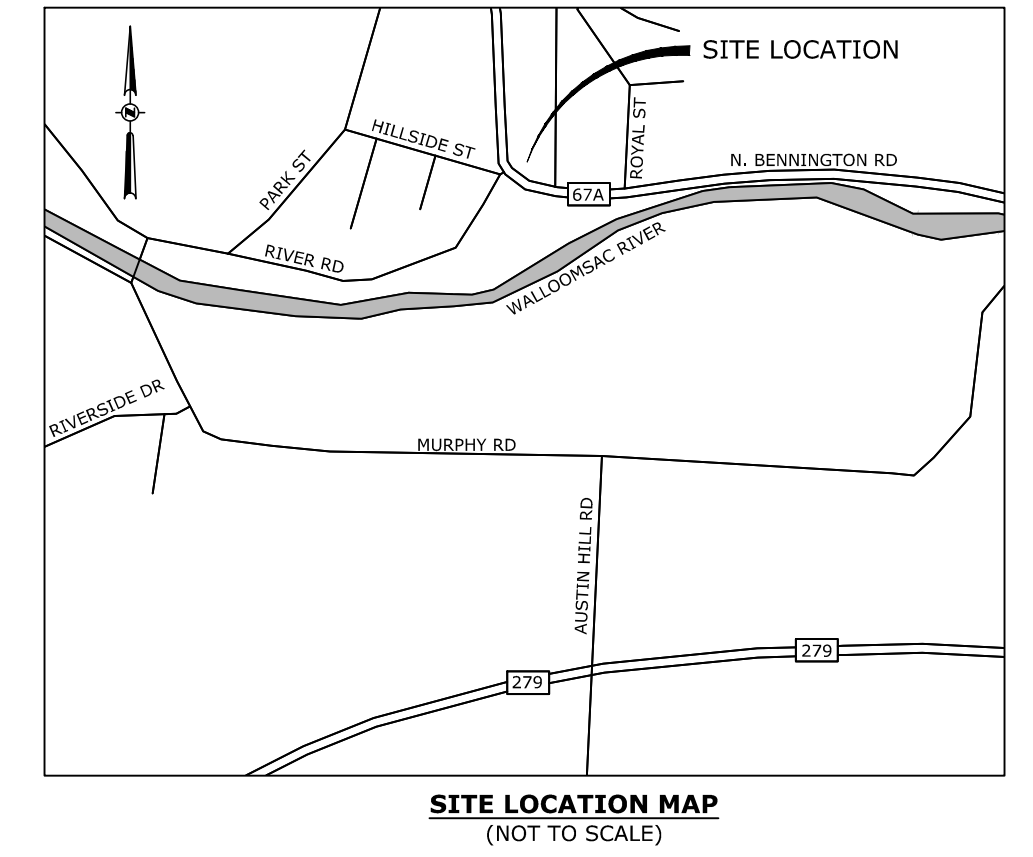 SITE LOCATION
HILLSIDE ST
ROYAL ST
N. BENNINGTON RD
PARK ST
67A
RIVER RD
WALLOOMSAC RIVER
RIVERSIDE DR
MURPHY RD
AUSTIN HILL RD
279
279
N
SITE LOCATION MAP
(NOT TO SCALE)